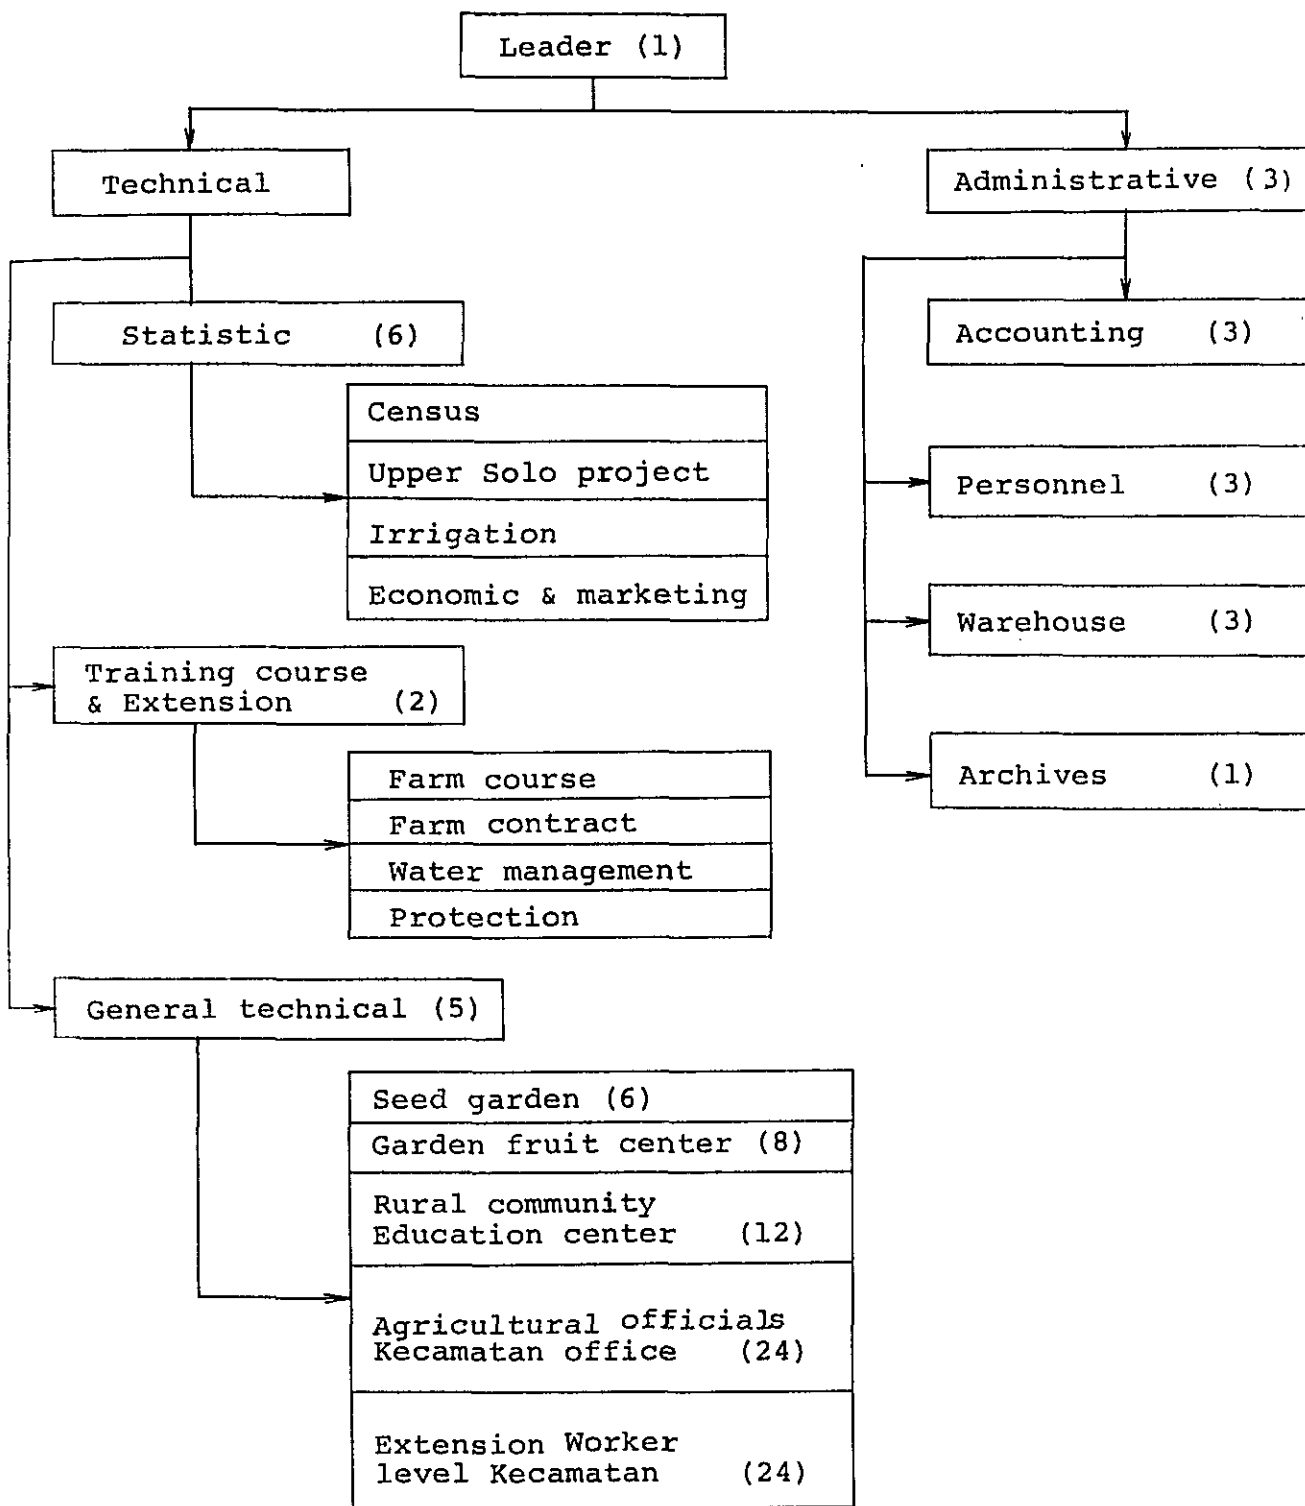 Leader (1)
Technical
Administrative (3)
Statistic (6)
Accounting (3)
Census
Upper Solo project
Irrigation
Economic & marketing
Personnel (3)
Warehouse (3)
Archives (1)
Training course
& Extension (2)
Farm course
Farm contract
Water management
Protection
General technical (5)
Seed garden (6)
Garden fruit center (8)
Rural community
Education center (12)
Agricultural officials
Kecamatan office (24)
Extension Worker
level Kecamatan (24)